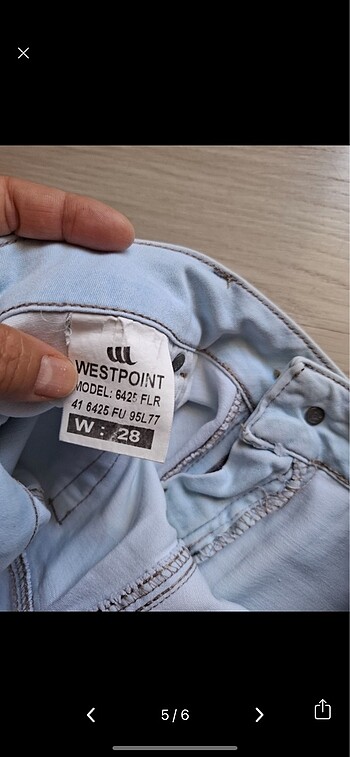 WESTPOINT
MODEL: 6425 FLR
41 6425 FU 95L77
W : 28
5/6